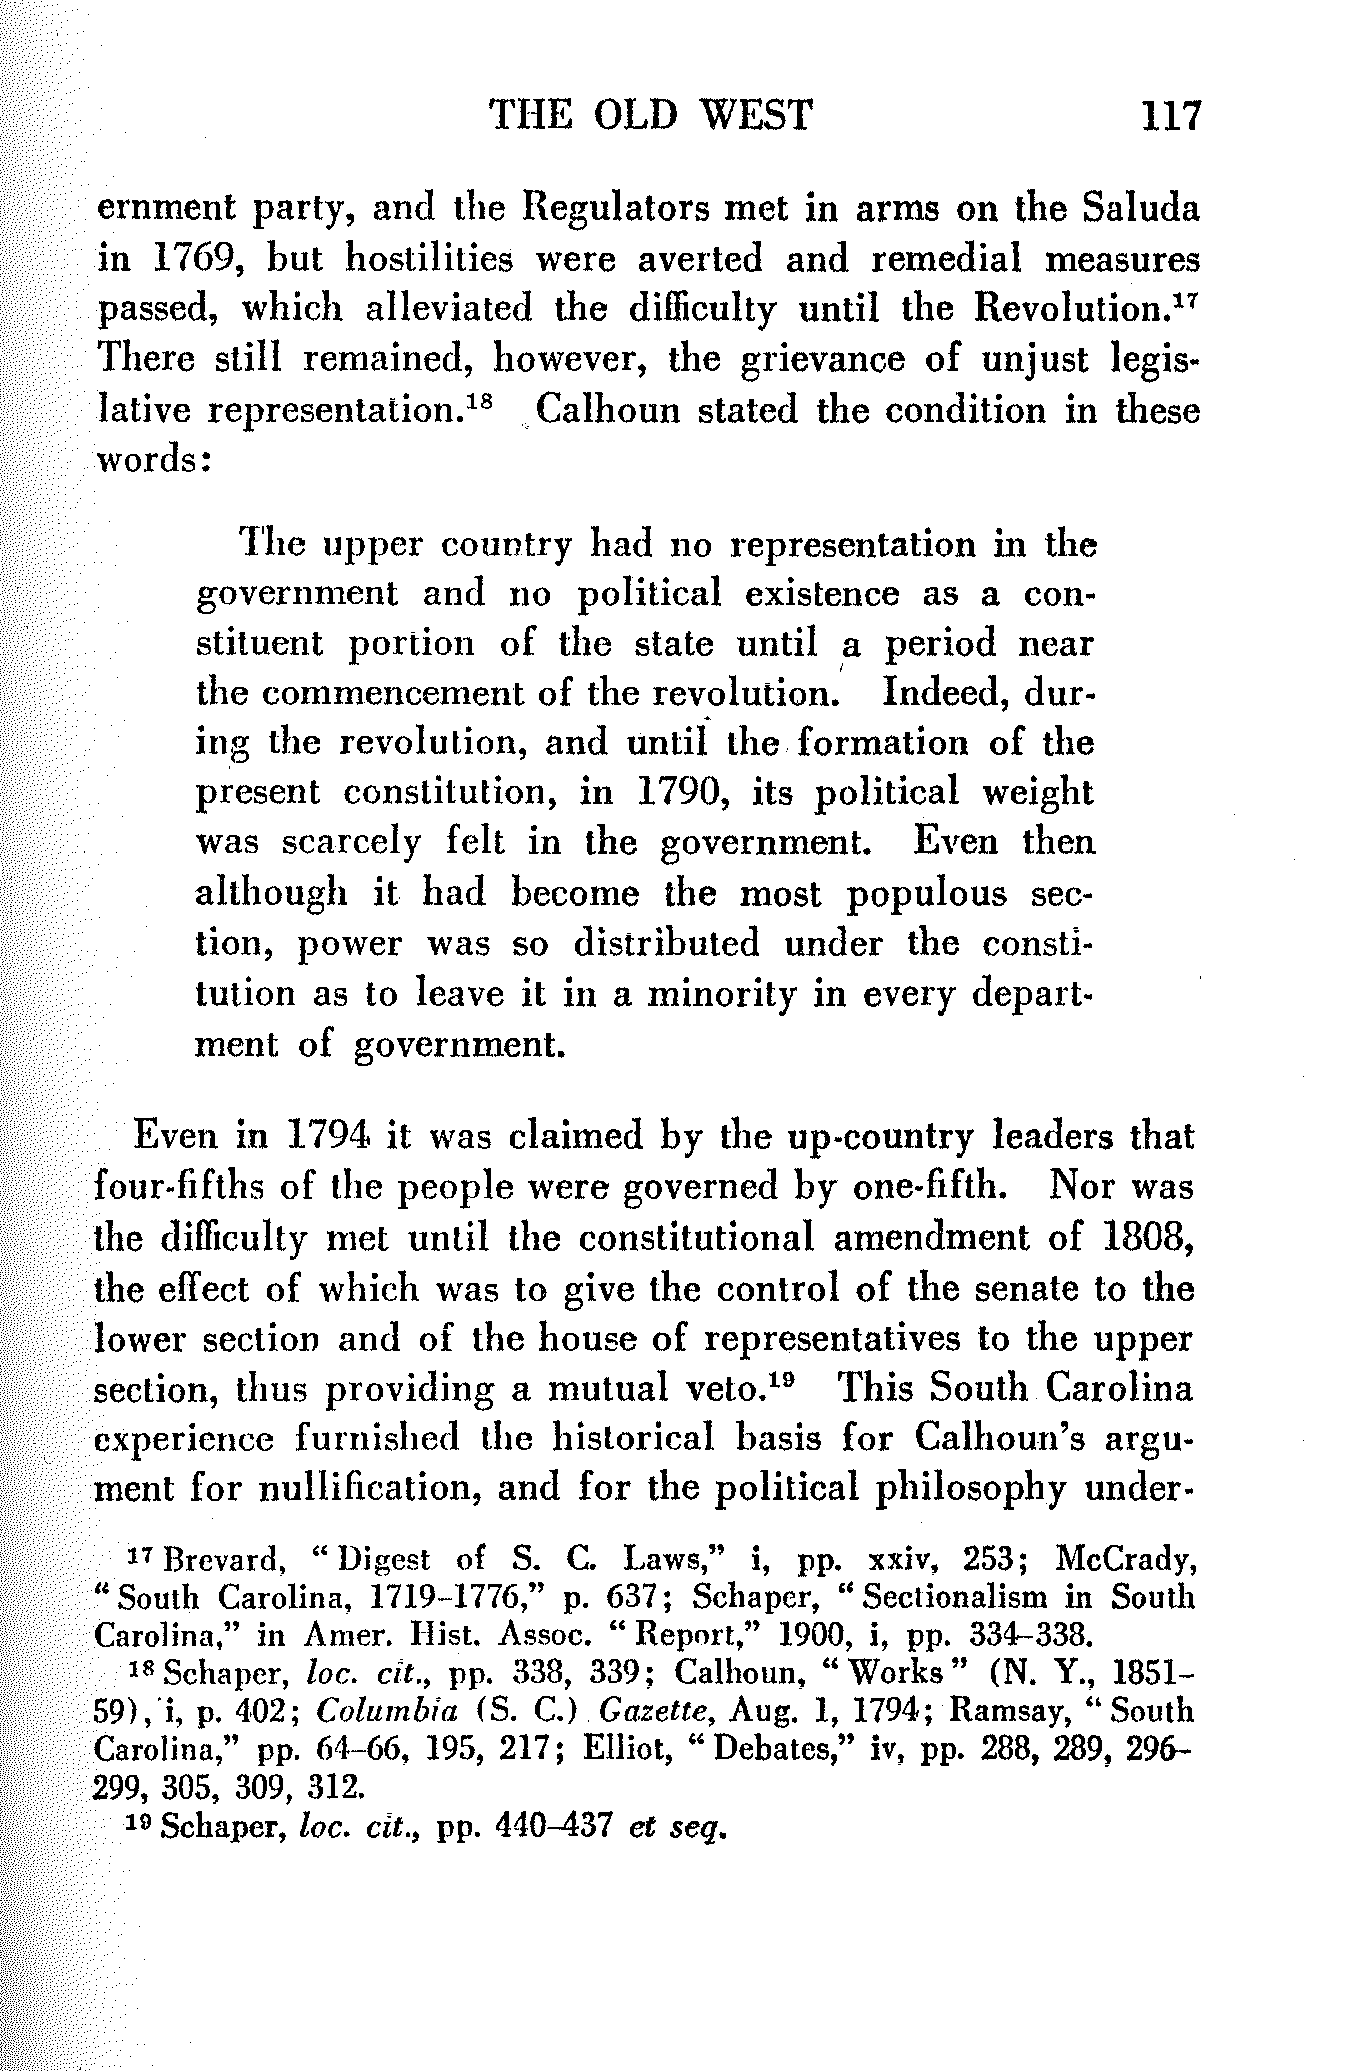 THE OLD WEST 117
ernment party, and the Regulators met in arms on the Saluda
in 1769, but hostilities were averted and remedial measures
passed, which alleviated the difficulty until the Revolution.¹⁷
There still remained, however, the grievance of unjust legis-
lative representation.¹⁸ Calhoun stated the condition in these
words:
The upper country had no representation in the
government and no political existence as a con-
stituent portion of the state until a period near
the commencement of the revolution. Indeed, dur-
ing the revolution, and until the formation of the
present constitution, in 1790, its political weight
was scarcely felt in the government. Even then
although it had become the most populous sec-
tion, power was so distributed under the consti-
tution as to leave it in a minority in every depart-
ment of government.
Even in 1794 it was claimed by the up-country leaders that
four-fifths of the people were governed by one-fifth. Nor was
the difficulty met until the constitutional amendment of 1808,
the effect of which was to give the control of the senate to the
lower section and of the house of representatives to the upper
section, thus providing a mutual veto.¹⁹ This South Carolina
experience furnished the historical basis for Calhoun's argu-
ment for nullification, and for the political philosophy under-
¹⁷ Brevard, "Digest of S. C. Laws," i, pp. xxiv, 253; McCrady,
"South Carolina, 1719–1776," p. 637; Schaper, "Sectionalism in South
Carolina," in Amer. Hist. Assoc. "Report," 1900, i, pp. 334–338.
¹⁸ Schaper, loc. cit., pp. 338, 339; Calhoun, "Works" (N. Y., 1851–
59), i, p. 402; Columbia (S. C.) Gazette, Aug. 1, 1794; Ramsay, "South
Carolina," pp. 64–66, 195, 217; Elliot, "Debates," iv, pp. 288, 289, 296–
299, 305, 309, 312.
¹⁹ Schaper, loc. cit., pp. 440–437 et seq.